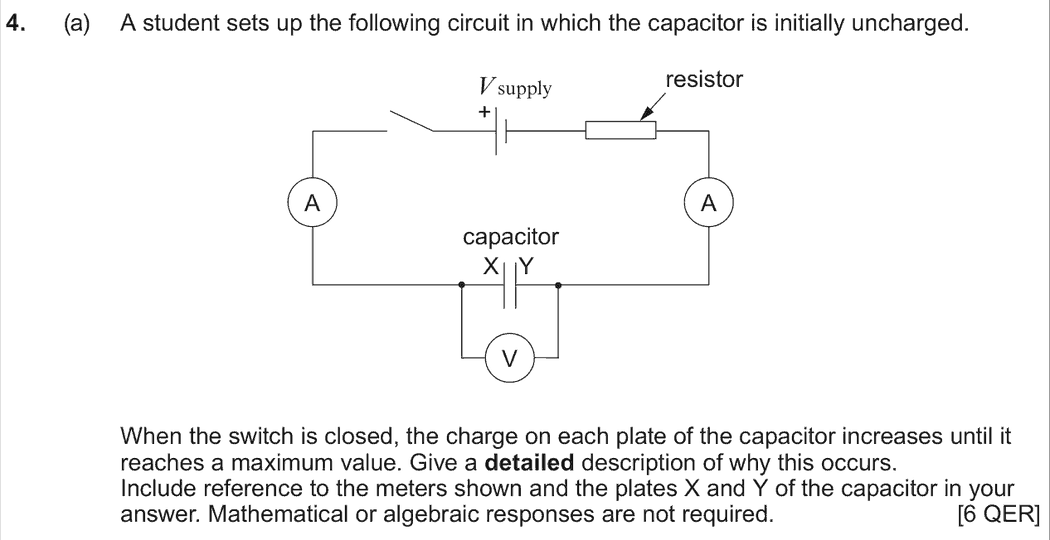 4. (a) A student sets up the following circuit in which the capacitor is initially uncharged.
V supply
resistor
+
A
A
capacitor
X Y
V
When the switch is closed, the charge on each plate of the capacitor increases until it
reaches a maximum value. Give a detailed description of why this occurs.
Include reference to the meters shown and the plates X and Y of the capacitor in your
answer. Mathematical or algebraic responses are not required. [6 QER]